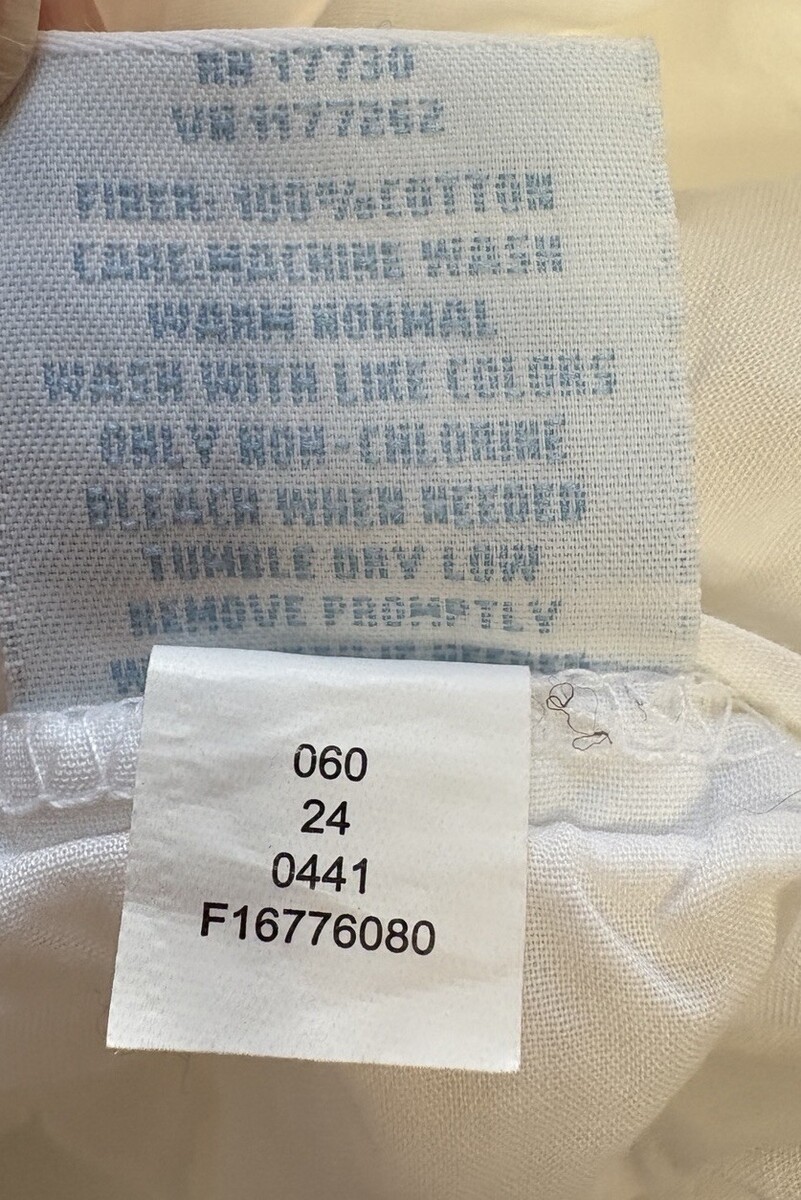 RN 17730
VN 1177262
FIBER: 100% COTTON
CARE: MACHINE WASH
WARM NORMAL
WASH WITH LIKE COLORS
ONLY NON-CHLORINE
BLEACH WHEN NEEDED
TUMBLE DRY LOW
REMOVE PROMPTLY
060
24
0441
F16776080